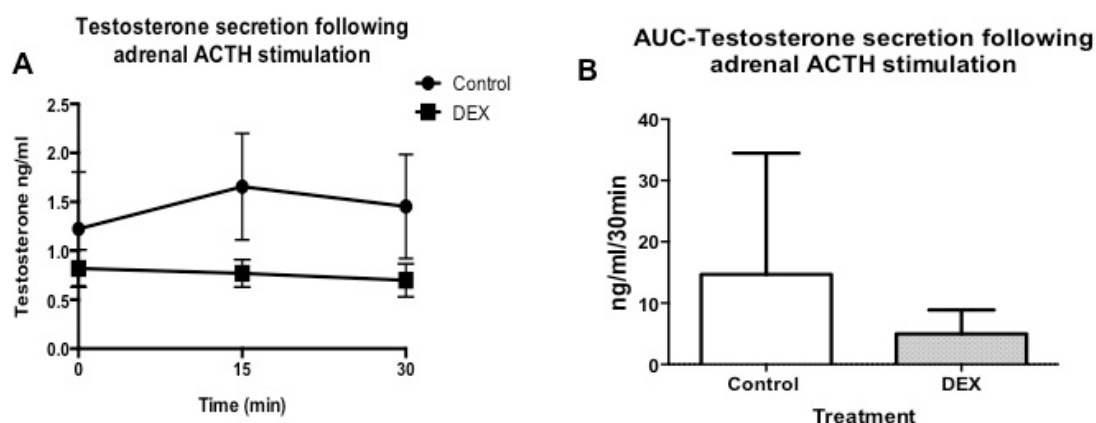 Testosterone secretion following
adrenal ACTH stimulation
A
Control
DEX
Testosterone ng/ml
2.5
2.0
1.5
1.0
0.5
0.0
0
15
30
Time (min)
AUC-Testosterone secretion following
adrenal ACTH stimulation
B
ng/ml/30min
40
30
20
10
0
Control
DEX
Treatment